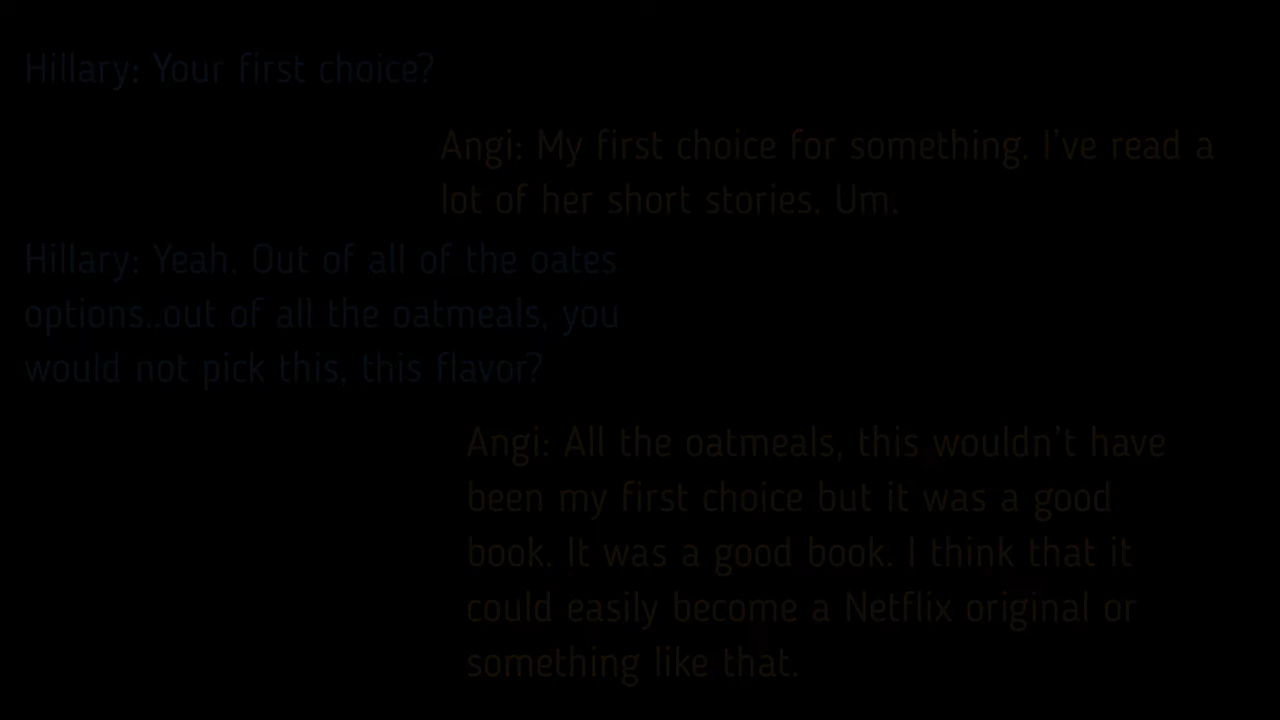 Hillary: Your first choice?
Angi: My first choice for something. I've read a
lot of her short stories. Um.
Hillary: Yeah. Out of all of the oates
options..out of all the oatmeals, you
would not pick this, this flavor?
Angi: All the oatmeals, this wouldn't have
been my first choice but it was a good
book. It was a good book. I think that it
could easily become a Netflix original or
something like that.